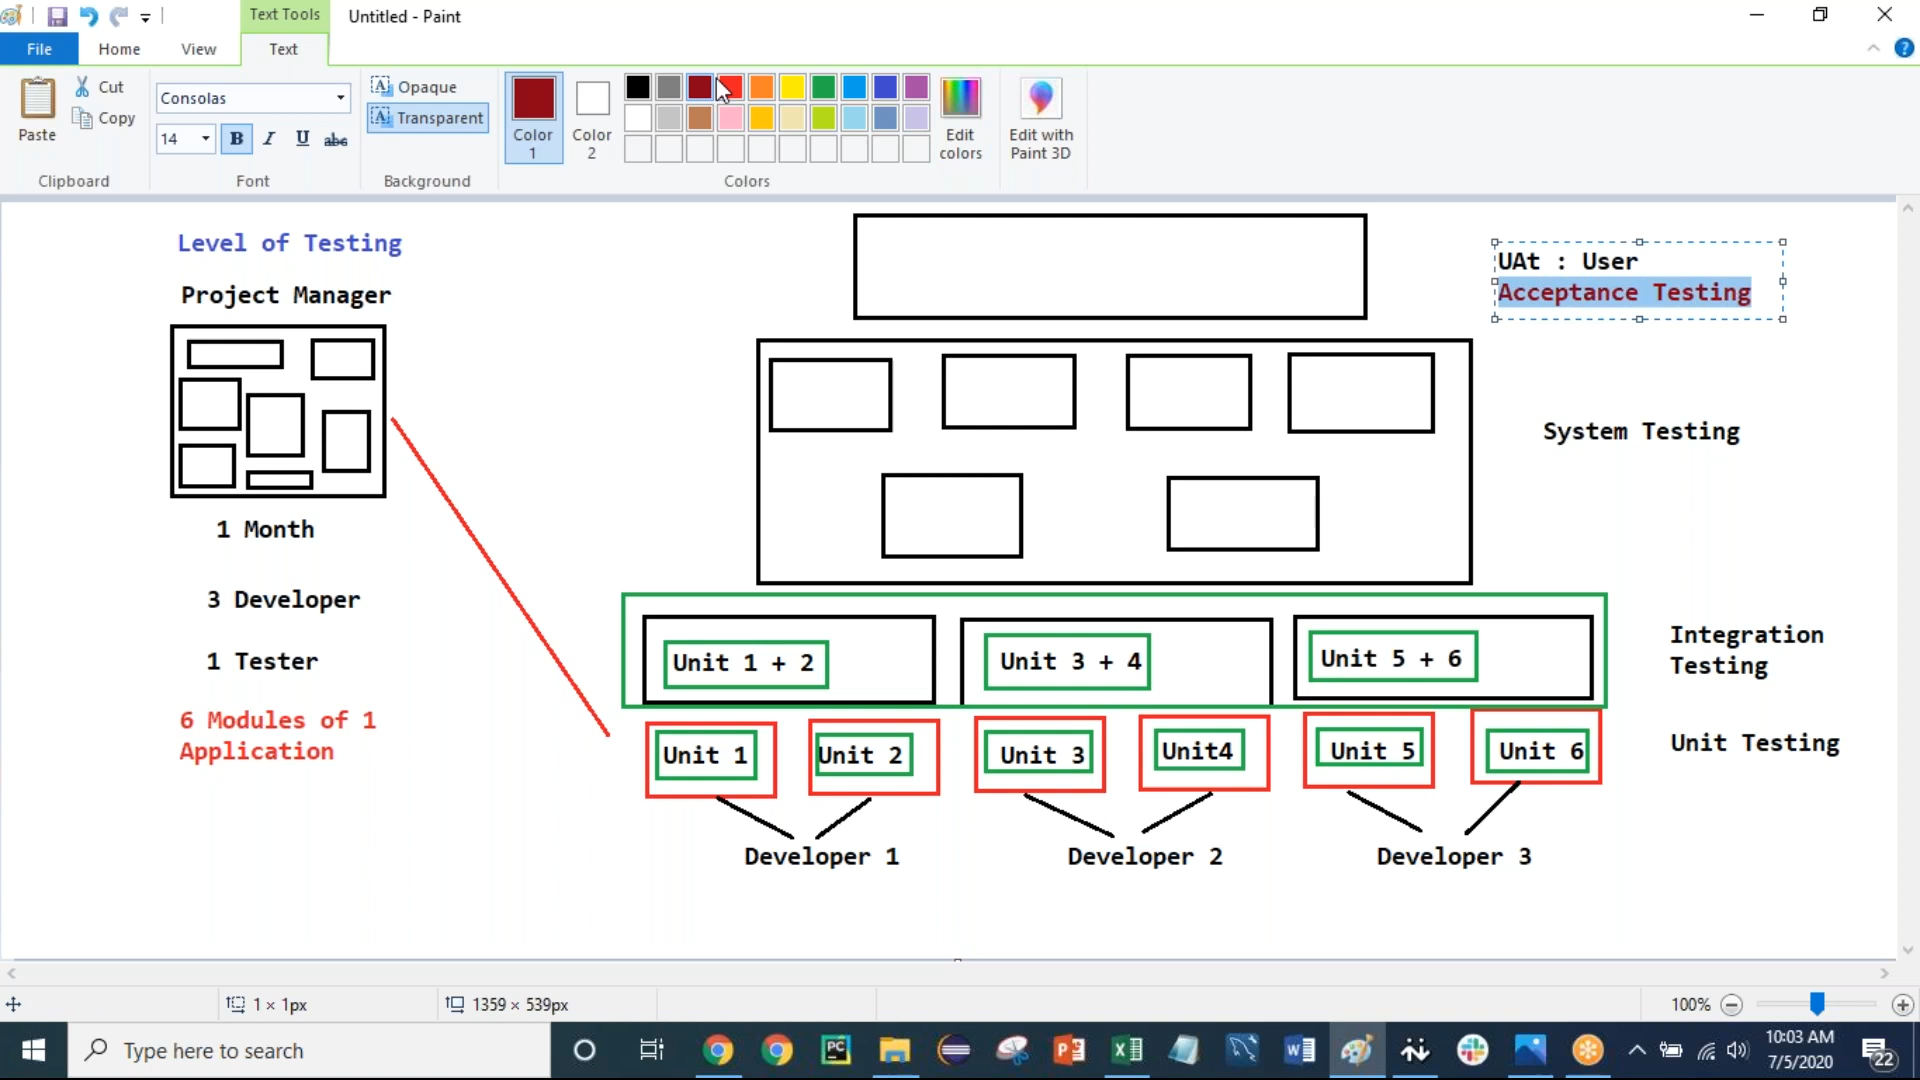 Text Tools
Untitled - Paint
File
Home
View
Text
Paste
Cut
Copy
Clipboard
Consolas
14
B
I
U
abc
Font
A Opaque
A Transparent
Background
Color 1
Color 2
Edit colors
Colors
Edit with Paint 3D
Level of Testing
Project Manager
1 Month
3 Developer
1 Tester
6 Modules of 1
Application
UAt : User
Acceptance Testing
System Testing
Unit 1 + 2
Unit 3 + 4
Unit 5 + 6
Integration
Testing
Unit 1
Unit 2
Unit 3
Unit4
Unit 5
Unit 6
Unit Testing
Developer 1
Developer 2
Developer 3
1 × 1px
1359 × 539px
100%
Type here to search
PC
P
X
W
10:03 AM
7/5/2020
22